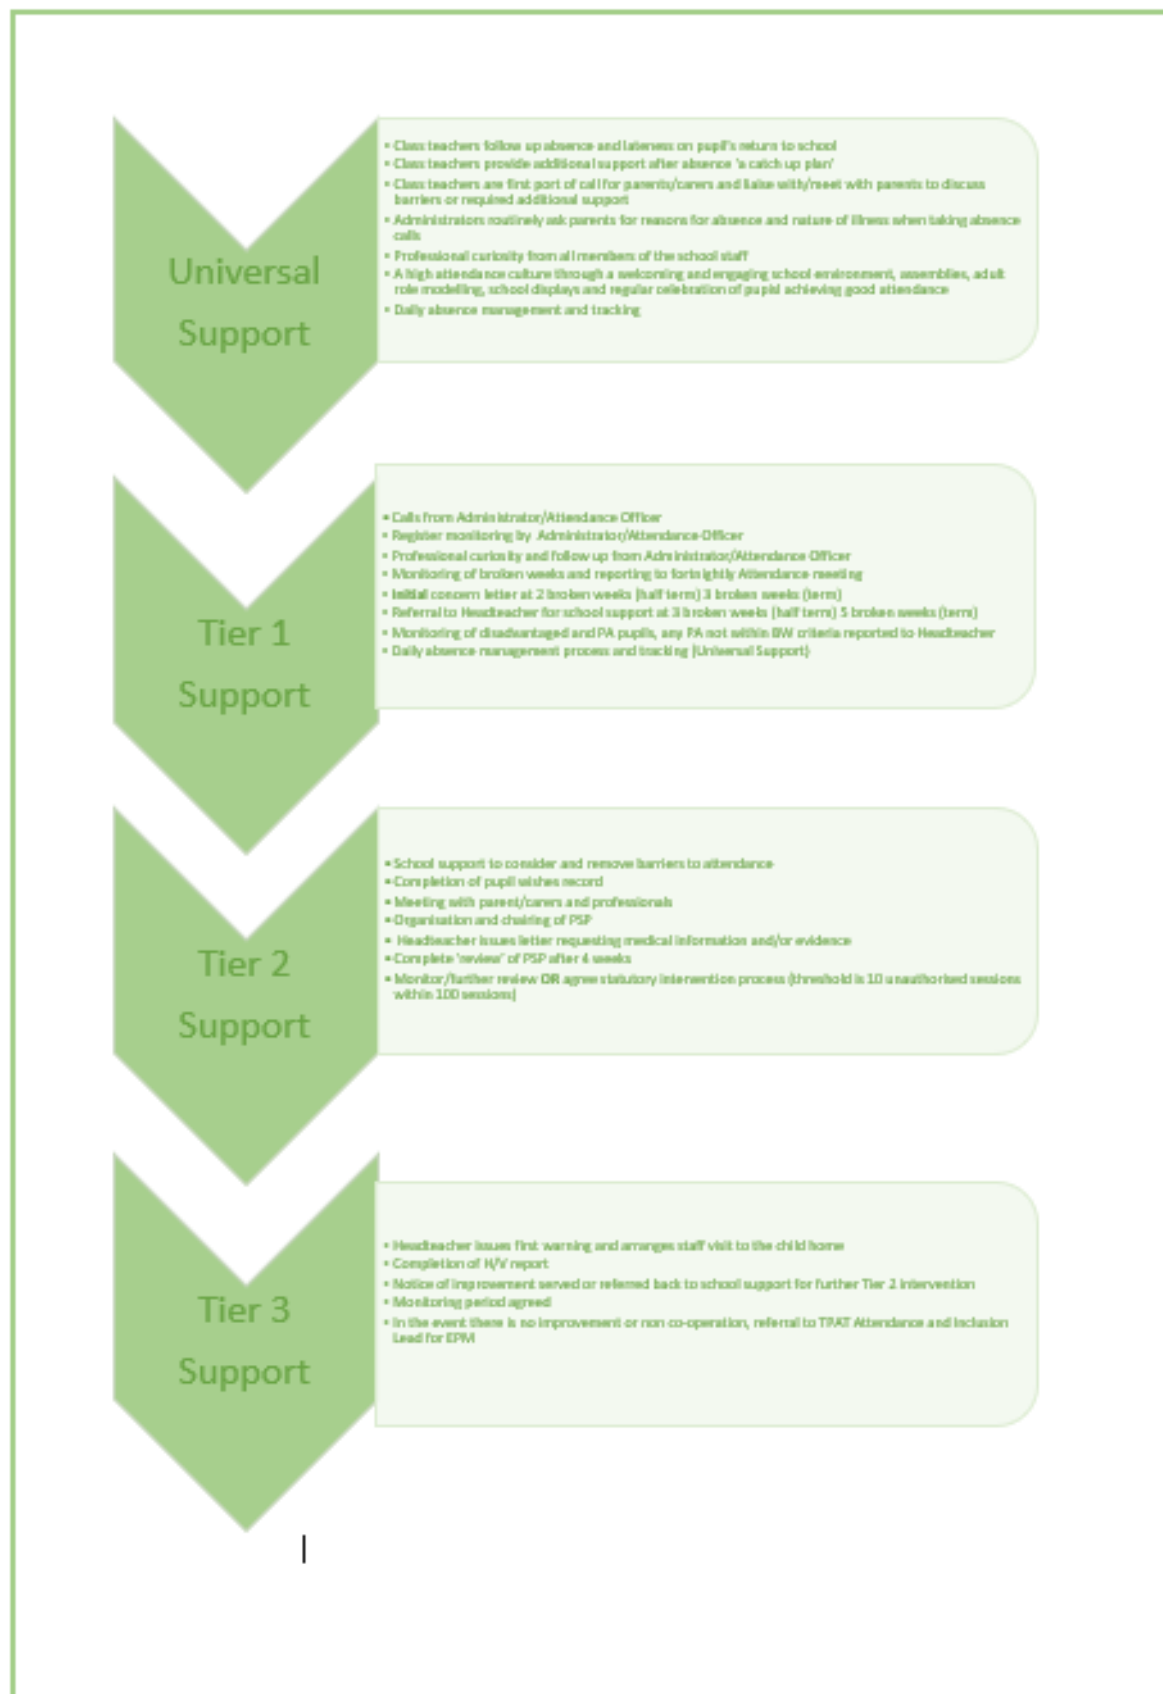 Universal
Support
• Class teachers follow up absence and lateness on pupil's return to school
• Class teachers provide additional support after absence 'a catch up plan'
• Class teachers are first port of call for parents/carers and liaise with/meet with parents to discuss
barriers or required additional support
• Administrators routinely ask parents for reasons for absence and nature of illness when taking absence
calls
• Professional curiosity from all members of the school staff
• A high attendance culture through a welcoming and engaging school environment, assemblies, adult
role modelling, school displays and regular celebration of pupisl achieving good attendance
• Daily absence management and tracking
Tier 1
Support
• Calls from Administrator/Attendance Officer
• Register monitoring by Administrator/Attendance Officer
• Professional curiosity and follow up from Administrator/Attendance Officer
• Monitoring of broken weeks and reporting to fortnightly Attendance meeting
• Initial concern letter at 2 broken weeks (half term) 3 broken weeks (term)
• Referral to Headteacher for school support at 3 broken weeks (half term) 5 broken weeks (term)
• Monitoring of disadvantaged and PA pupils, any PA not within BW criteria reported to Headteacher
• Daily absence management process and tracking (Universal Support)
Tier 2
Support
• School support to consider and remove barriers to attendance
• Completion of pupil wishes record
• Meeting with parent/carers and professionals
• Organisation and chairing of PSP
• Headteacher issues letter requesting medical information and/or evidence
• Complete 'review' of PSP after 4 weeks
• Monitor/further review OR agree statutory intervention process (threshold is 10 unauthorised sessions
within 100 sessions)
Tier 3
Support
• Headteacher issues first warning and arranges staff visit to the child home
• Completion of H/V report
• Notice of improvement served or referred back to school support for further Tier 2 intervention
• Monitoring period agreed
• In the event there is no improvement or non co-operation, referral to TPAT Attendance and Inclusion
Lead for EPM